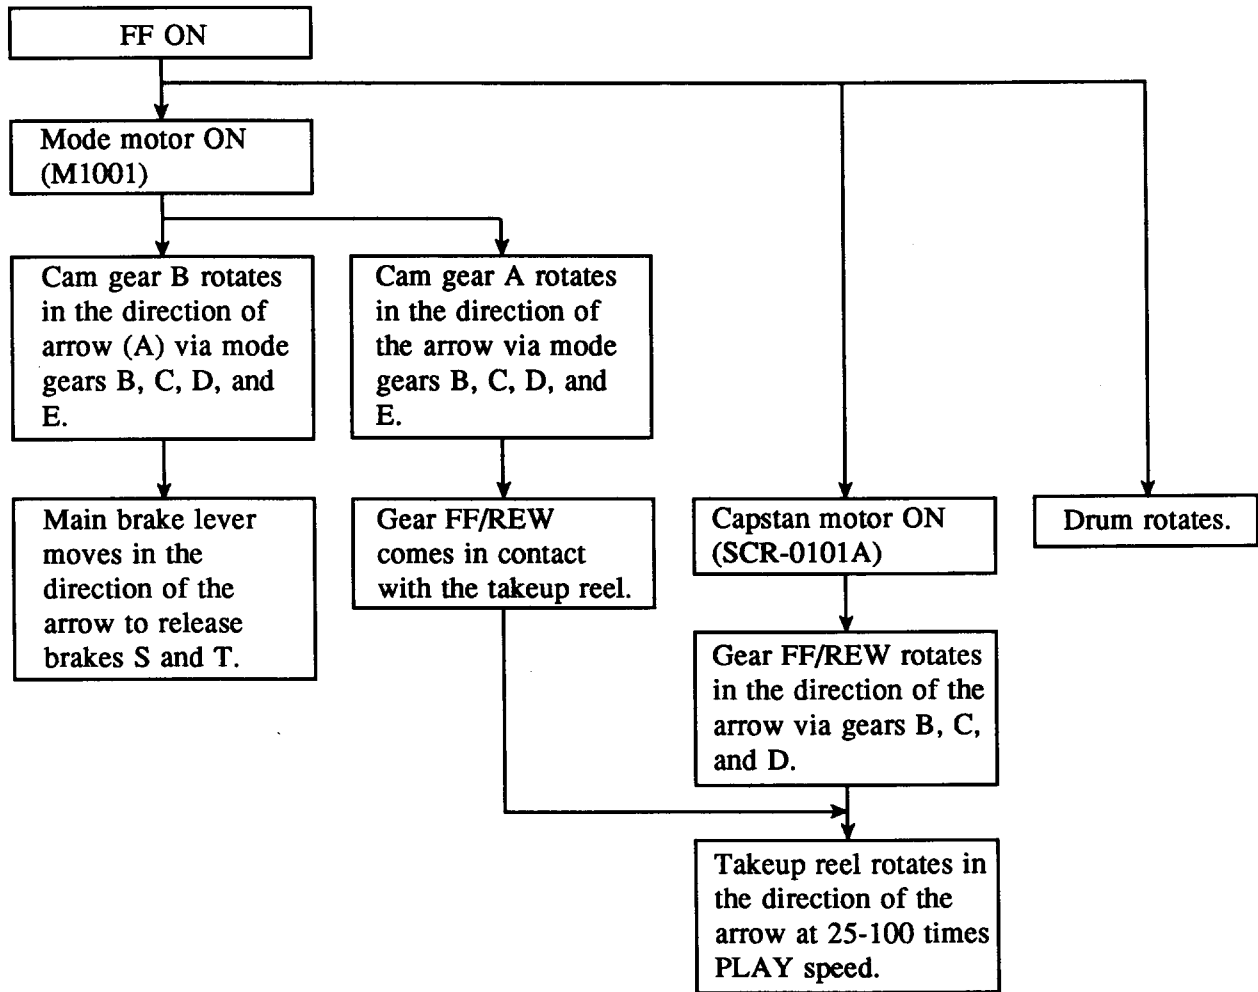 FF ON
Mode motor ON
(M1001)
Cam gear B rotates
in the direction of
arrow (A) via mode
gears B, C, D, and
E.
Cam gear A rotates
in the direction of
the arrow via mode
gears B, C, D, and
E.
Main brake lever
moves in the
direction of the
arrow to release
brakes S and T.
Gear FF/REW
comes in contact
with the takeup reel.
Capstan motor ON
(SCR-0101A)
Drum rotates.
Gear FF/REW rotates
in the direction of the
arrow via gears B, C,
and D.
Takeup reel rotates in
the direction of the
arrow at 25-100 times
PLAY speed.